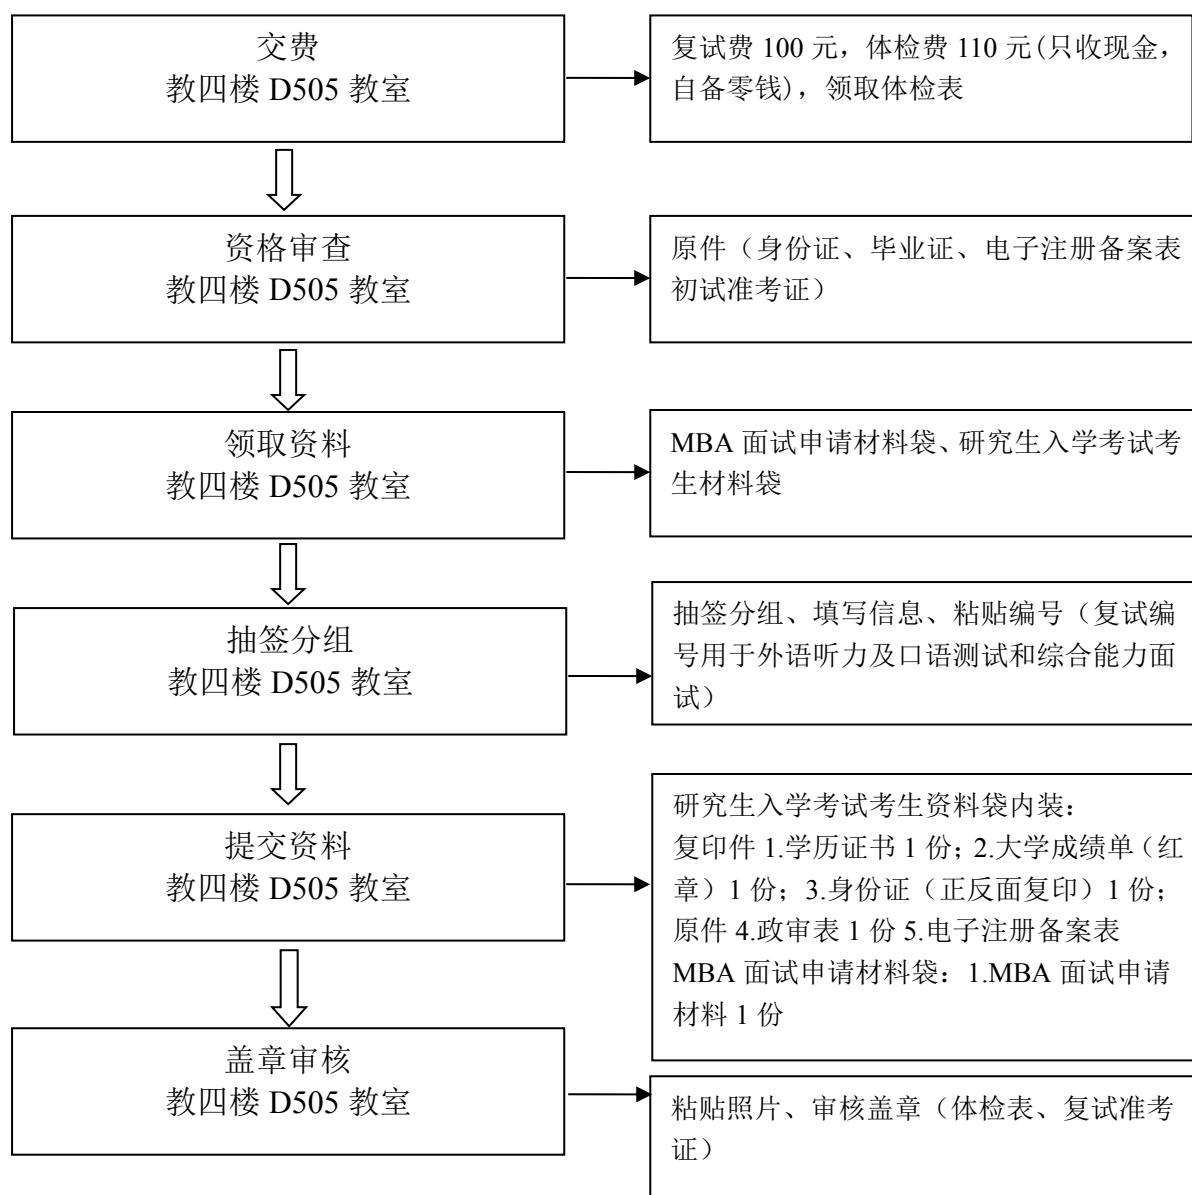 交费
教四楼 D505 教室
复试费 100 元，体检费 110 元(只收现金，
自备零钱)，领取体检表
资格审查
教四楼 D505 教室
原件（身份证、毕业证、电子注册备案表
初试准考证）
领取资料
教四楼 D505 教室
MBA 面试申请材料袋、研究生入学考试考
生材料袋
抽签分组
教四楼 D505 教室
抽签分组、填写信息、粘贴编号（复试编
号用于外语听力及口语测试和综合能力面
试）
提交资料
教四楼 D505 教室
研究生入学考试考生资料袋内装：
复印件 1.学历证书 1 份；2.大学成绩单（红
章）1 份；3.身份证（正反面复印）1 份；
原件 4.政审表 1 份 5.电子注册备案表
MBA 面试申请材料袋：1.MBA 面试申请
材料 1 份
盖章审核
教四楼 D505 教室
粘贴照片、审核盖章（体检表、复试准考
证）